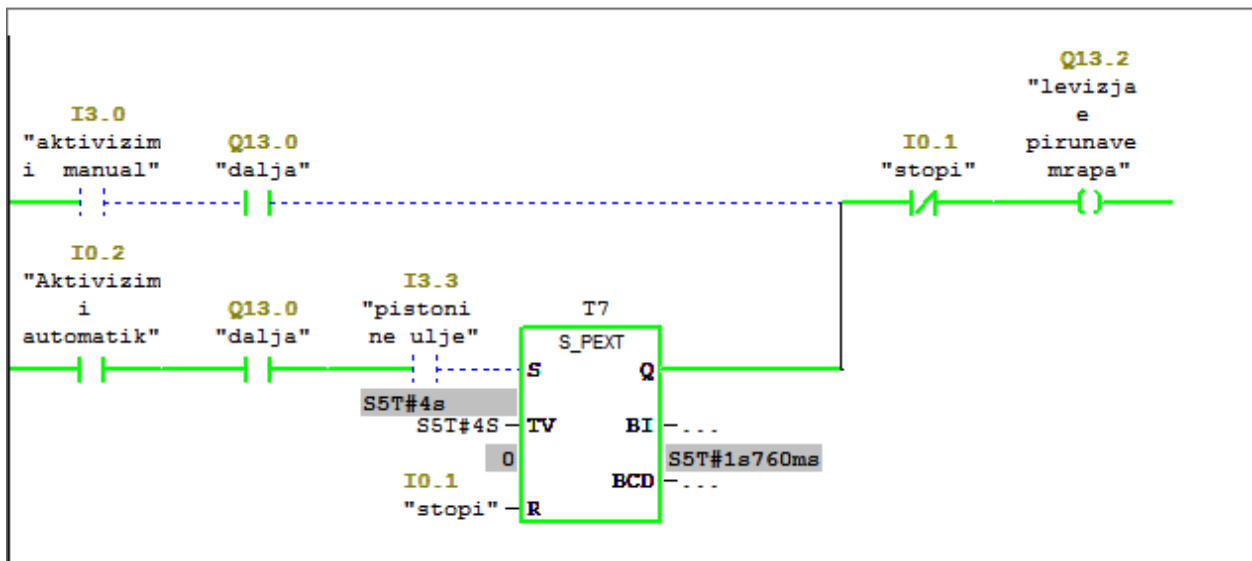 Q13.2
"levizja
e
pirunave
mrapa"
I3.0
"aktivizim
i manual"
Q13.0
"dalja"
I0.1
"stopi"
I0.2
"Aktivizim
i
automatik"
Q13.0
"dalja"
I3.3
"pistoni
ne ulje"
T7
S_PEXT
S
Q
S5T#4s
S5T#4S
TV
BI
...
0
S5T#1s760ms
BCD
...
I0.1
"stopi"
R